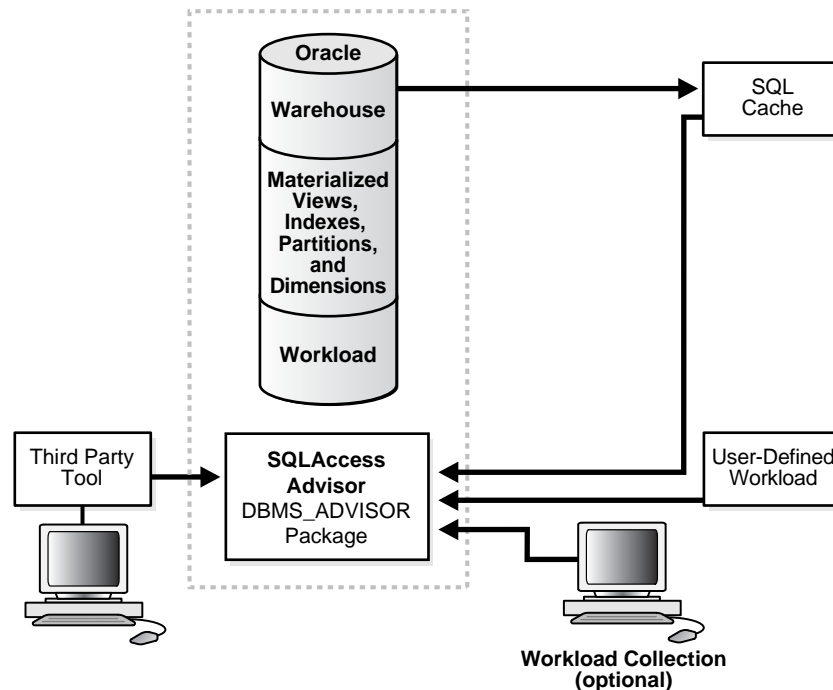 Oracle
Warehouse
Materialized
Views,
Indexes,
Partitions,
and
Dimensions
Workload
SQL
Cache
Third Party
Tool
SQLAccess
Advisor
DBMS_ADVISOR
Package
User-Defined
Workload
Workload Collection
(optional)